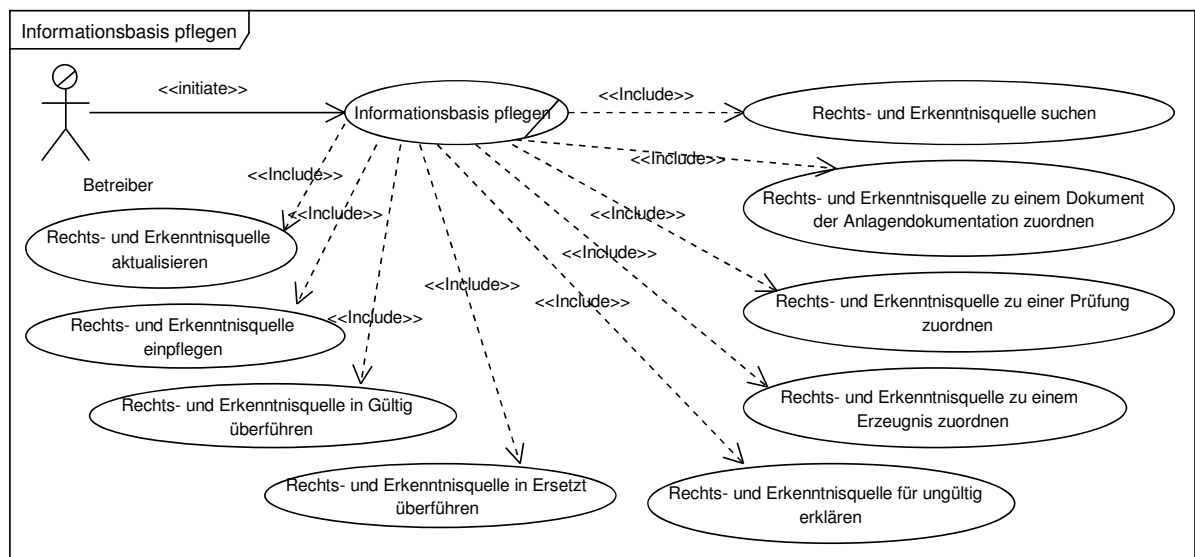 Informationsbasis pflegen
<<initiate>>
Informationsbasis pflegen
<<Include>>
Rechts- und Erkenntnisquelle suchen
Betreiber
<<Include>>
<<Include>>
Rechts- und Erkenntnisquelle zu einem Dokument
der Anlagendokumentation zuordnen
<<Include>>
<<Include>>
Rechts- und Erkenntnisquelle
aktualisieren
<<Include>>
<<Include>>
<<Include>>
Rechts- und Erkenntnisquelle zu einer Prüfung
zuordnen
Rechts- und Erkenntnisquelle
einpflegen
<<Include>>
Rechts- und Erkenntnisquelle zu einem
Erzeugnis zuordnen
Rechts- und Erkenntnisquelle in Gültig
überführen
Rechts- und Erkenntnisquelle in Ersetzt
überführen
Rechts- und Erkenntnisquelle für ungültig
erklären